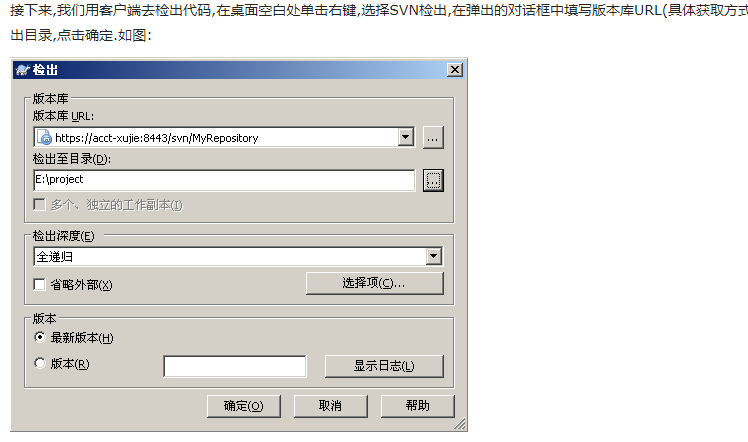 接下来,我们用客户端去检出代码,在桌面空白处单击右键,选择SVN检出,在弹出的对话框中填写版本库URL(具体获取方式
出目录,点击确定.如图:
检出
版本库
版本库 URL:
https://acct-xujie:8443/svn/MyRepository
...
检出至目录(D):
E:\project
...
多个、独立的工作副本(I)
检出深度(E)
全递归
省略外部(X)
选择项(C)...
版本
最新版本(H)
版本(R)
显示日志(L)
确定(O) 取消 帮助